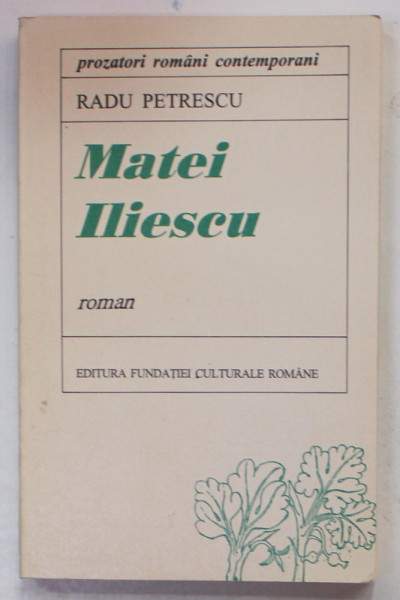 prozatori români contemporani
RADU PETRESCU
Matei
Iliescu
roman
EDITURA FUNDAȚIEI CULTURALE ROMÂNE